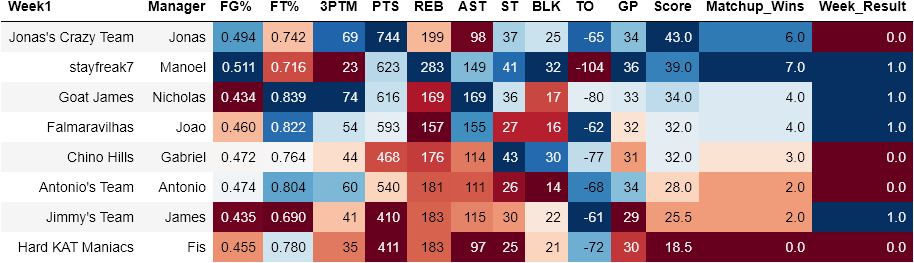 Week1 Manager FG% FT% 3PTM PTS REB AST ST BLK TO GP Score Matchup_Wins Week_Result
Jonas's Crazy Team Jonas 0.494 0.742 69 744 199 98 37 25 -65 34 43.0 6.0 0.0
stayfreak7 Manoel 0.511 0.716 23 623 283 149 41 32 -104 36 39.0 7.0 1.0
Goat James Nicholas 0.434 0.839 74 616 169 169 36 17 -80 33 34.0 4.0 1.0
Falmaravilhas Joao 0.460 0.822 54 593 157 155 27 16 -62 32 32.0 4.0 1.0
Chino Hills Gabriel 0.472 0.764 44 468 176 114 43 30 -77 31 32.0 3.0 0.0
Antonio's Team Antonio 0.474 0.804 60 540 181 111 26 14 -68 34 28.0 2.0 0.0
Jimmy's Team James 0.435 0.690 41 410 183 115 30 22 -61 29 25.5 2.0 1.0
Hard KAT Maniacs Fis 0.455 0.780 35 411 183 97 25 21 -72 30 18.5 0.0 0.0